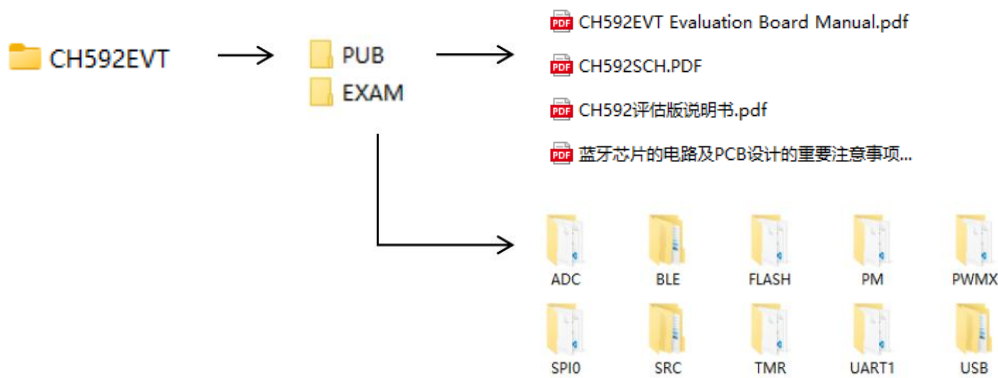 CH592EVT
PUB
EXAM
CH592EVT Evaluation Board Manual.pdf
CH592SCH.PDF
CH592评估版说明书.pdf
蓝牙芯片的电路及PCB设计的重要注意事项...
ADC BLE FLASH PM PWMX
SPI0 SRC TMR UART1 USB